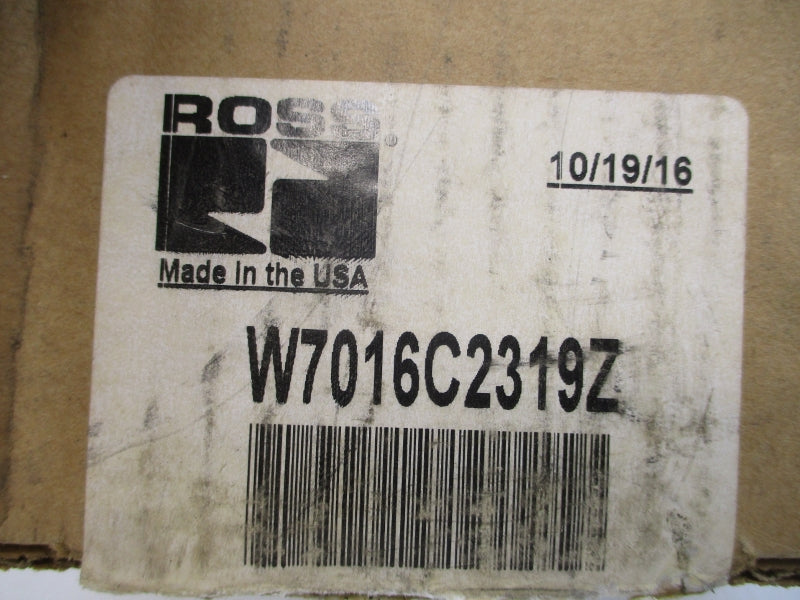 ROSS®
10/19/16
Made In the USA
W7016C2319Z